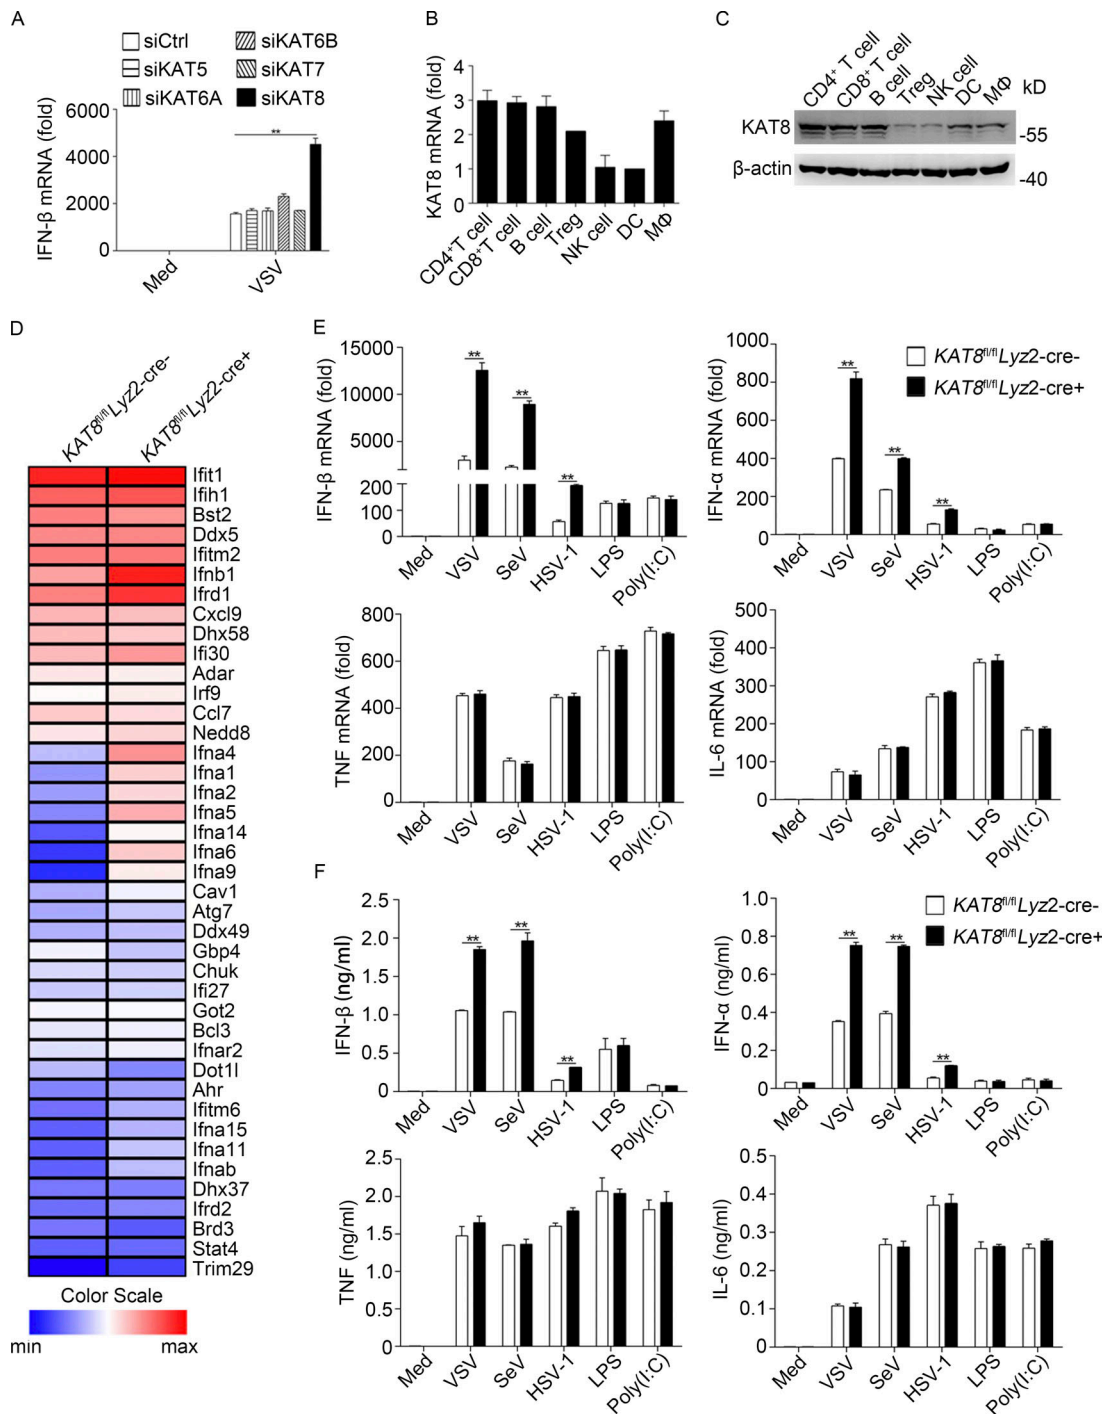 A
siCtrl
siKAT5
siKAT6A
siKAT6B
siKAT7
siKAT8
IFN-β mRNA (fold)
6000
4000
2000
0
**
Med
VSV
B
KAT8 mRNA (fold)
4
3
2
1
0
CD4⁺T cell
CD8⁺T cell
B cell
Treg
NK cell
DC
MΦ
C
CD4⁺ T cell
CD8⁺ T cell
B cell
Treg
NK cell
DC
MΦ
kD
KAT8
-55
β-actin
-40
D
KAT8fl/flLyz2-cre-
KAT8fl/flLyz2-cre+
Ifit1
Ifih1
Bst2
Ddx5
Ifitm2
Ifnb1
Ifrd1
Cxcl9
Dhx58
Ifi30
Adar
Irf9
Ccl7
Nedd8
Ifna4
Ifna1
Ifna2
Ifna5
Ifna14
Ifna6
Ifna9
Cav1
Atg7
Ddx49
Gbp4
Chuk
Ifi27
Got2
Bcl3
Ifnar2
Dot1l
Ahr
Ifitm6
Ifna15
Ifna11
Ifnab
Dhx37
Ifrd2
Brd3
Stat4
Trim29
Color Scale
min
max
E
IFN-β mRNA (fold)
15000
10000
5000
200
100
0
**
**
**
Med
VSV
SeV
HSV-1
LPS
Poly(I:C)
IFN-α mRNA (fold)
1000
800
600
400
200
0
**
**
**
KAT8fl/flLyz2-cre-
KAT8fl/flLyz2-cre+
Med
VSV
SeV
HSV-1
LPS
Poly(I:C)
TNF mRNA (fold)
800
600
400
200
0
Med
VSV
SeV
HSV-1
LPS
Poly(I:C)
IL-6 mRNA (fold)
500
400
300
200
100
0
Med
VSV
SeV
HSV-1
LPS
Poly(I:C)
F
IFN-β (ng/ml)
2.5
2.0
1.5
1.0
0.5
0
**
**
**
Med
VSV
SeV
HSV-1
LPS
Poly(I:C)
IFN-α (ng/ml)
1.0
0.8
0.6
0.4
0.2
0
**
**
**
KAT8fl/flLyz2-cre-
KAT8fl/flLyz2-cre+
Med
VSV
SeV
HSV-1
LPS
Poly(I:C)
TNF (ng/ml)
2.5
2.0
1.5
1.0
0.5
0
Med
VSV
SeV
HSV-1
LPS
Poly(I:C)
IL-6 (ng/ml)
0.5
0.4
0.3
0.2
0.1
0
Med
VSV
SeV
HSV-1
LPS
Poly(I:C)